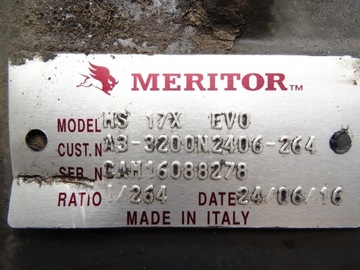 MERITOR™
MODEL MS 17X EVO
CUST.N A3-3200N2406-264
SER.N CAM16088278
RATIO 1/264 DATE 24/06/16
MADE IN ITALY